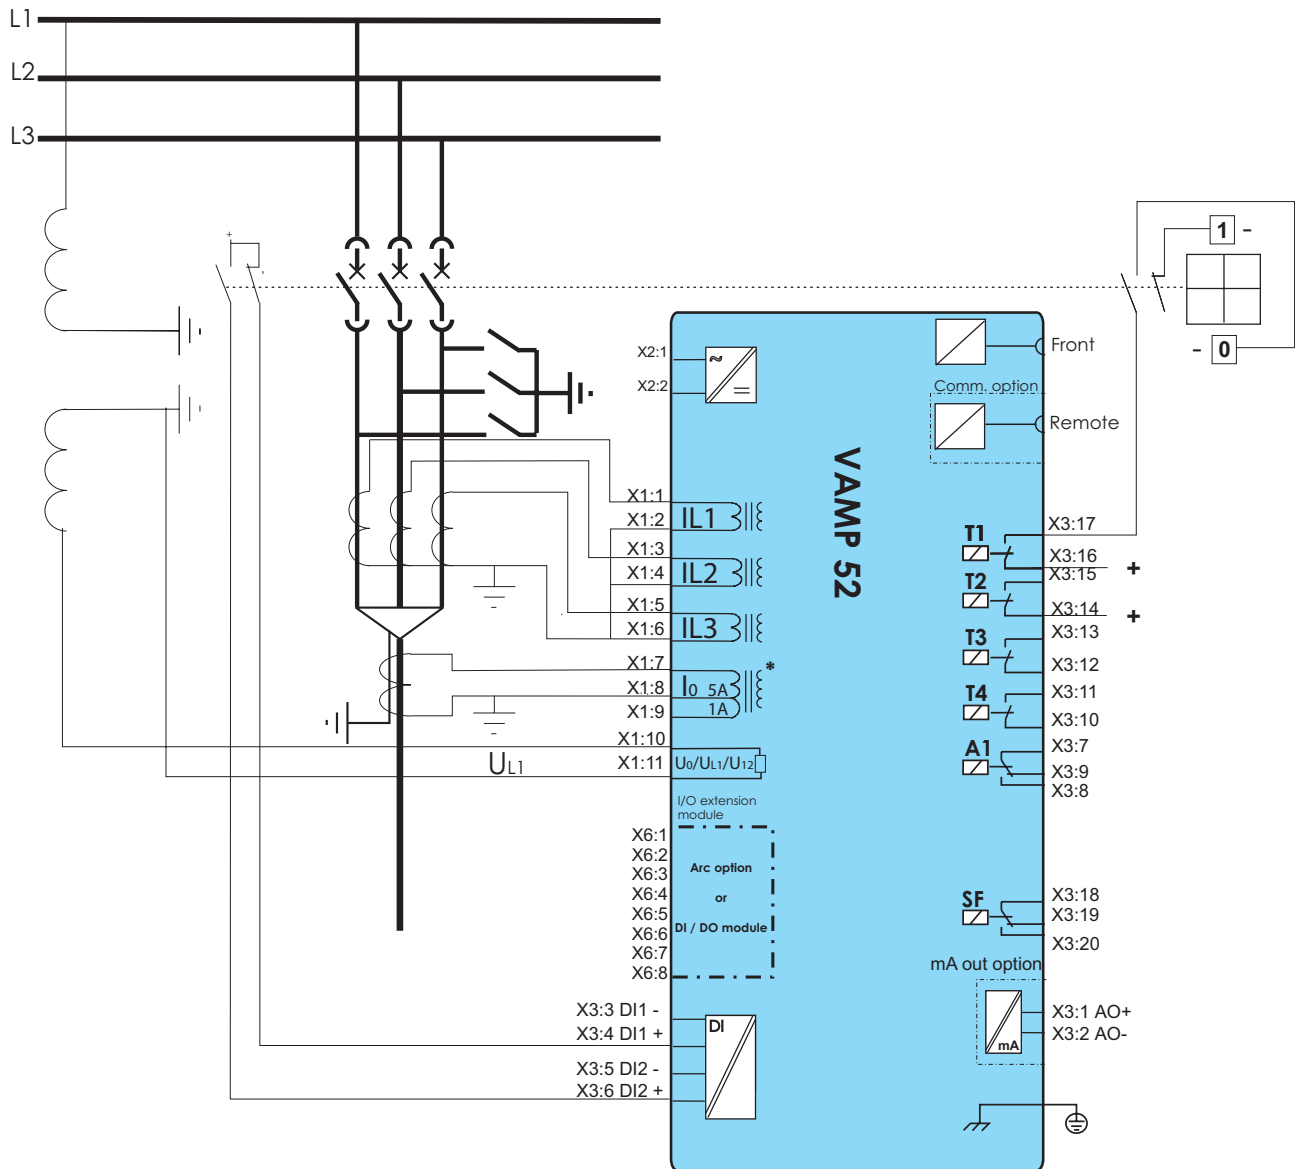 L1
L2
L3
+
1 -
- 0
X2:1
X2:2
~
Front
Comm. option
Remote
VAMP 52
X1:1
X1:2
IL1
X1:3
X1:4
IL2
X1:5
X1:6
IL3
X1:7
X1:8
X1:9
I0 5A
1A
*
X1:10
X1:11
UL1
U0/UL1/U12
T1
X3:17
X3:16
+
T2
X3:15
X3:14
+
T3
X3:13
X3:12
T4
X3:11
X3:10
A1
X3:7
X3:9
X3:8
I/O extension
module
X6:1
X6:2
X6:3
X6:4
X6:5
X6:6
X6:7
X6:8
Arc option
or
DI / DO module
SF
X3:18
X3:19
X3:20
mA out option
mA
X3:1 AO+
X3:2 AO-
X3:3 DI1 -
X3:4 DI1 +
X3:5 DI2 -
X3:6 DI2 +
DI